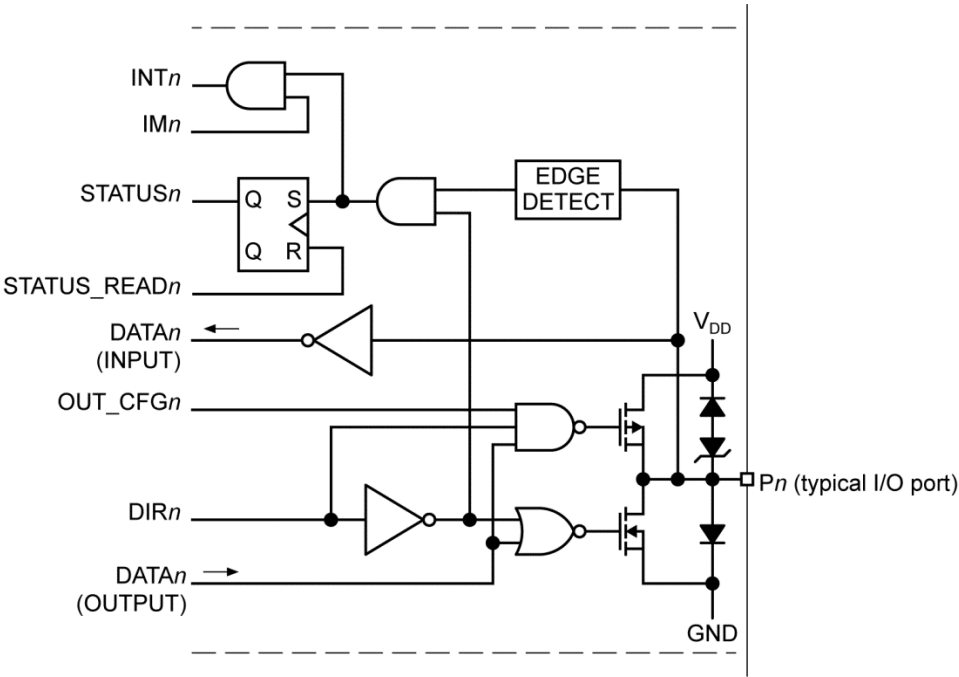 INTn
IMn
STATUSn
Q S
Q R
STATUS_READn
EDGE
DETECT
DATAn
(INPUT)
VDD
OUT_CFGn
Pn (typical I/O port)
DIRn
DATAn
(OUTPUT)
GND